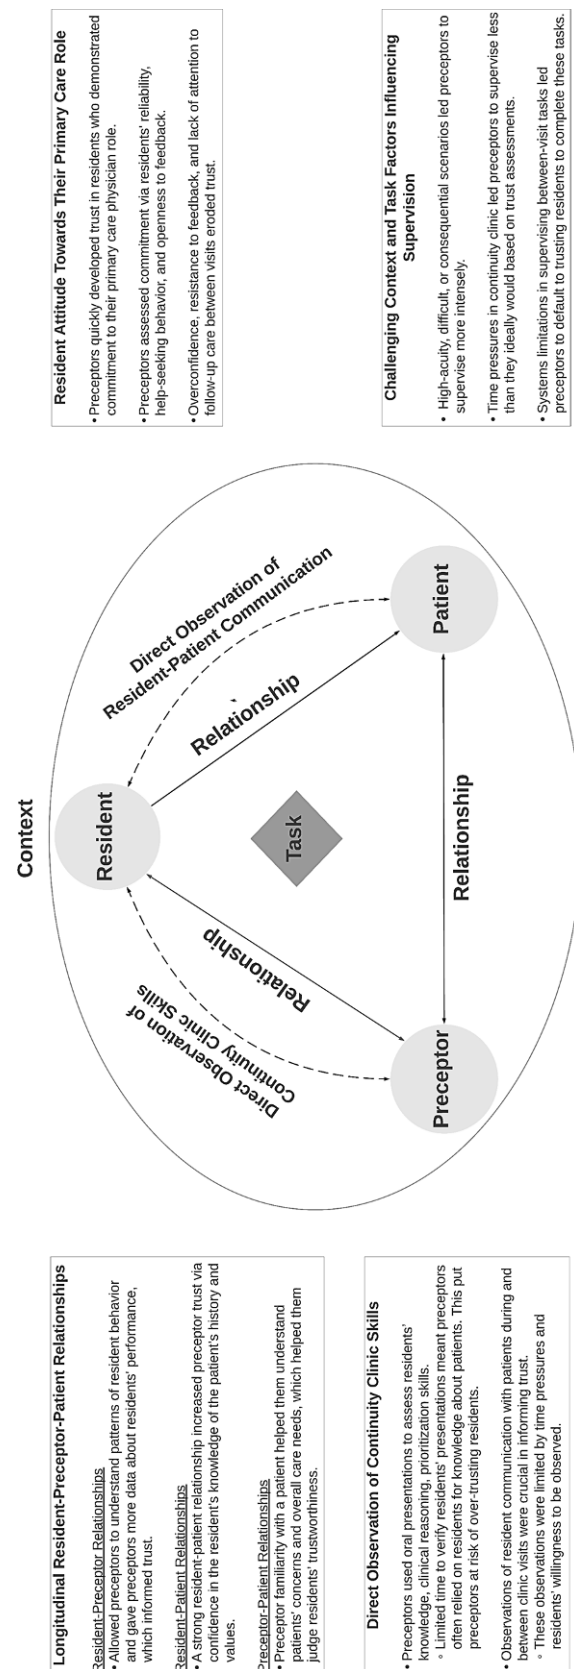 Longitudinal Resident-Preceptor-Patient Relationships
Resident-Preceptor Relationships
• Allowed preceptors to understand patterns of resident behavior
and gave preceptors more data about residents' performance,
which informed trust.
Resident-Patient Relationships
• A strong resident-patient relationship increased preceptor trust via
confidence in the resident's knowledge of the patient's history and
values.
Preceptor-Patient Relationships
• Preceptor familiarity with a patient helped them understand
patients' concerns and overall care needs, which helped them
judge residents' trustworthiness.
Direct Observation of Continuity Clinic Skills
• Preceptors used oral presentations to assess residents'
knowledge, clinical reasoning, prioritization skills.
◦ Limited time to verify residents' presentations meant preceptors
often relied on residents for knowledge about patients. This put
preceptors at risk of over-trusting residents.
• Observations of resident communication with patients during and
between clinic visits were crucial in informing trust.
◦ These observations were limited by time pressures and
residents' willingness to be observed.
Context
Resident
Direct Observation of
Continuity Clinic Skills
Relationship
Direct Observation of
Resident-Patient Communication
Relationship
Task
Preceptor
Relationship
Patient
Resident Attitude Towards Their Primary Care Role
• Preceptors quickly developed trust in residents who demonstrated
commitment to their primary care physician role.
• Preceptors assessed commitment via residents' reliability,
help-seeking behavior, and openness to feedback.
• Overconfidence, resistance to feedback, and lack of attention to
follow-up care between visits eroded trust.
Challenging Context and Task Factors Influencing
Supervision
• High-acuity, difficult, or consequential scenarios led preceptors to
supervise more intensely.
• Time pressures in continuity clinic led preceptors to supervise less
than they ideally would based on trust assessments.
• Systems limitations in supervising between-visit tasks led
preceptors to default to trusting residents to complete these tasks.